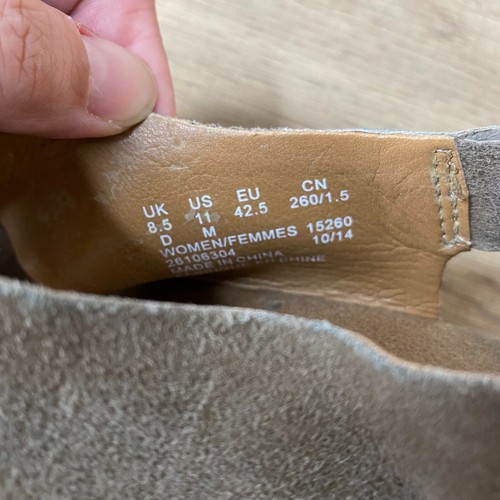 UK US EU CN
8.5 11 42.5 260/1.5
D M
WOMEN/FEMMES 15260
26106304 10/14
MADE IN CHINA
CHINE